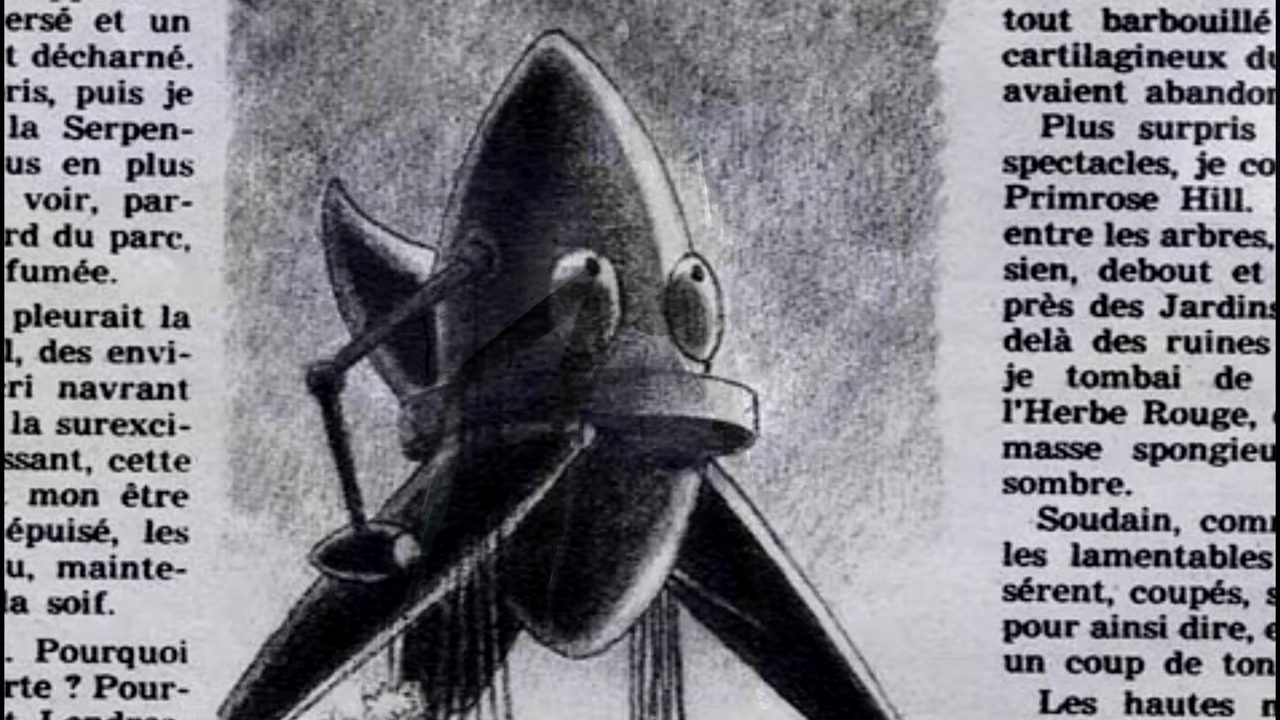 ersé et un
t décharné.
ris, puis je
la Serpen-
us en plus
voir, par-
rd du parc,
fumée.
pleurait la
l, des envi-
ri navrant
la surexci-
ssant, cette
mon être
épuisé, les
u, mainte-
la soif.
. Pourquoi
rte ? Pour-
t Londres
tout barbouillé
cartilagineux du
avaient abandon
Plus surpris
spectacles, je co
Primrose Hill.
entre les arbres,
sien, debout et
près des Jardins
delà des ruines
je tombai de
l'Herbe Rouge,
masse spongieu
sombre.
Soudain, comm
les lamentables
sérent, coupés, s
pour ainsi dire, e
un coup de ton
Les hautes